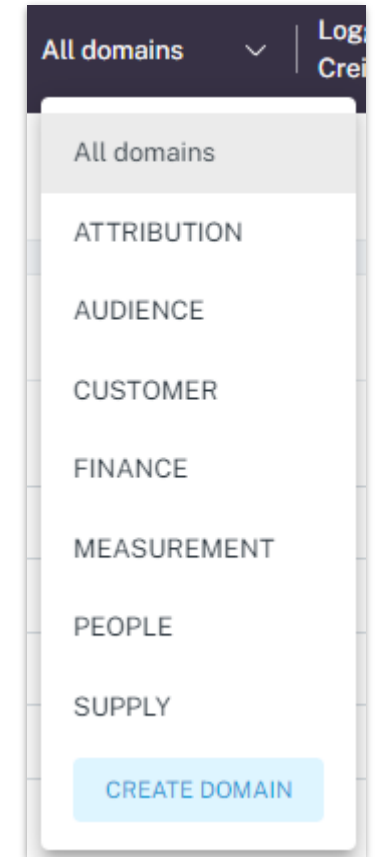 All domains
All domains
ATTRIBUTION
AUDIENCE
CUSTOMER
FINANCE
MEASUREMENT
PEOPLE
SUPPLY
CREATE DOMAIN